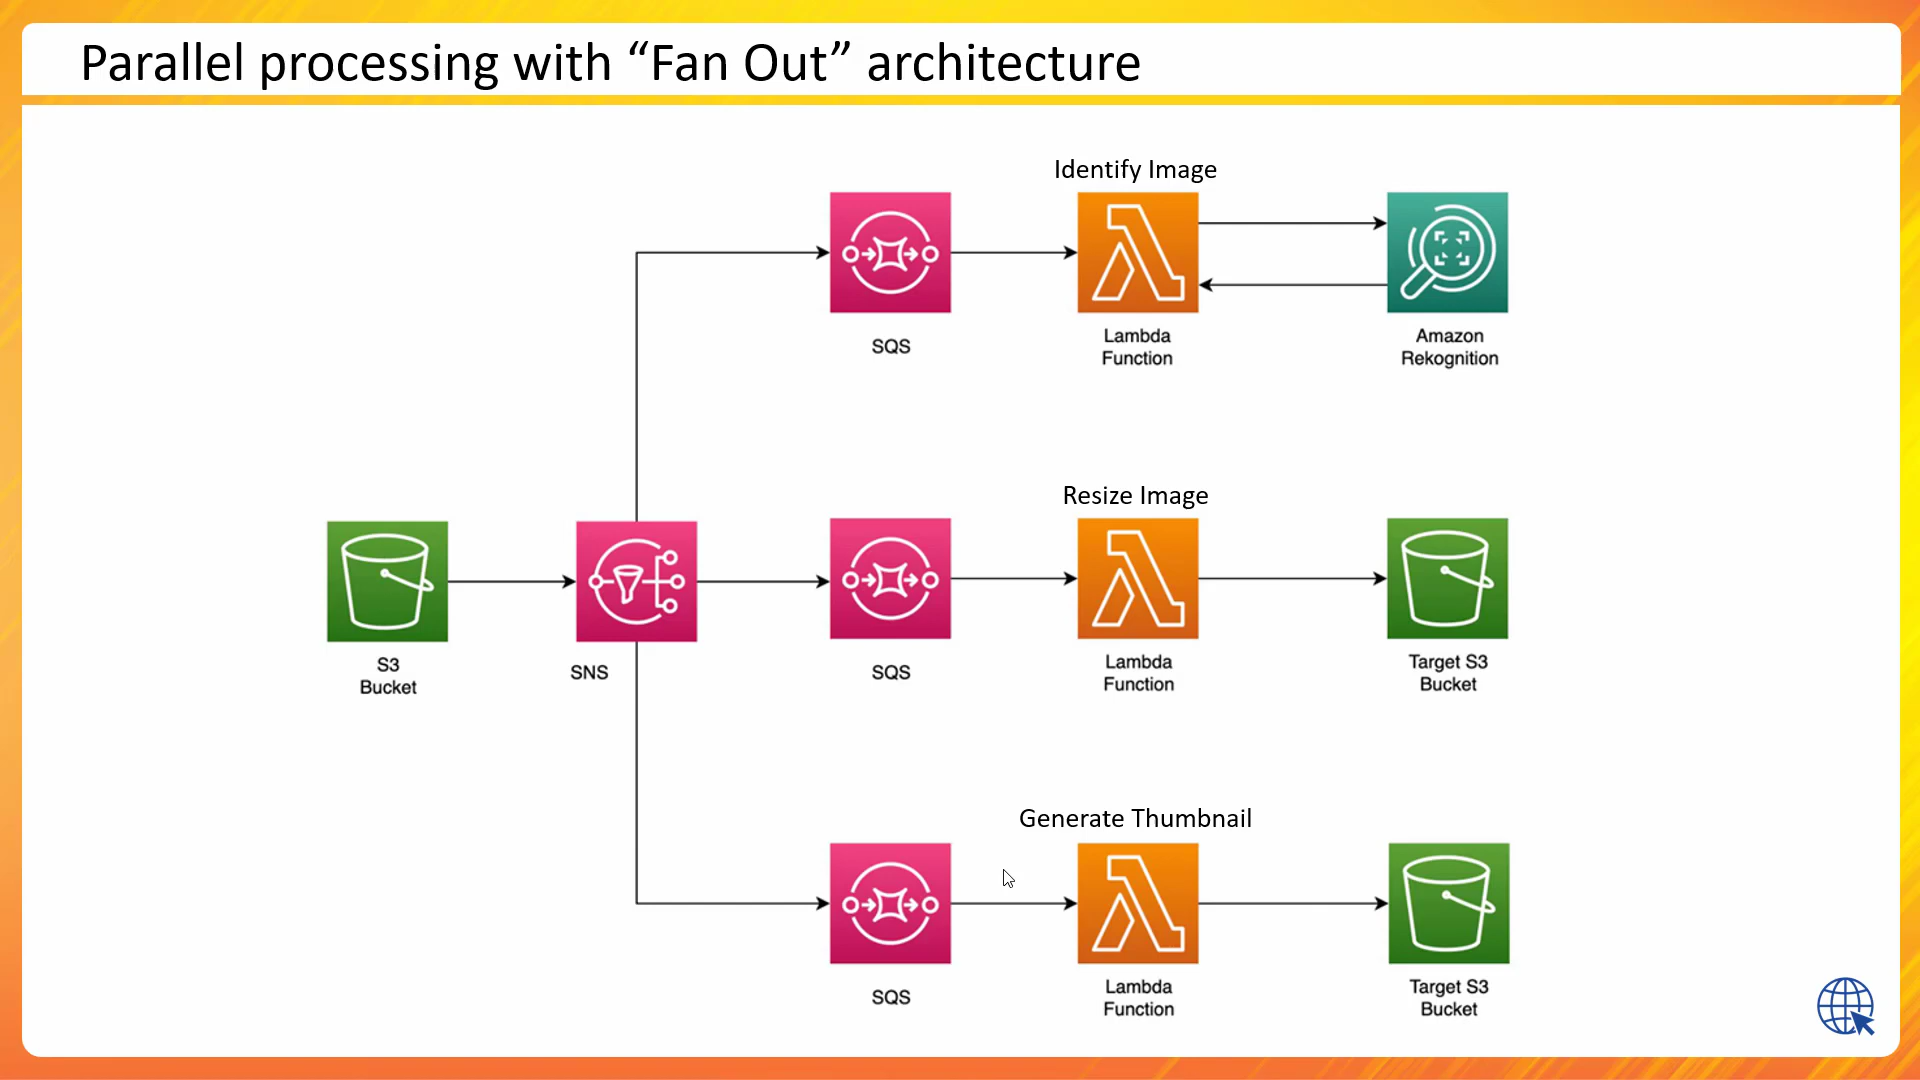 Parallel processing with “Fan Out” architecture
Identify Image
SQS
Lambda
Function
Amazon
Rekognition
Resize Image
S3
Bucket
SNS
SQS
Lambda
Function
Target S3
Bucket
Generate Thumbnail
SQS
Lambda
Function
Target S3
Bucket